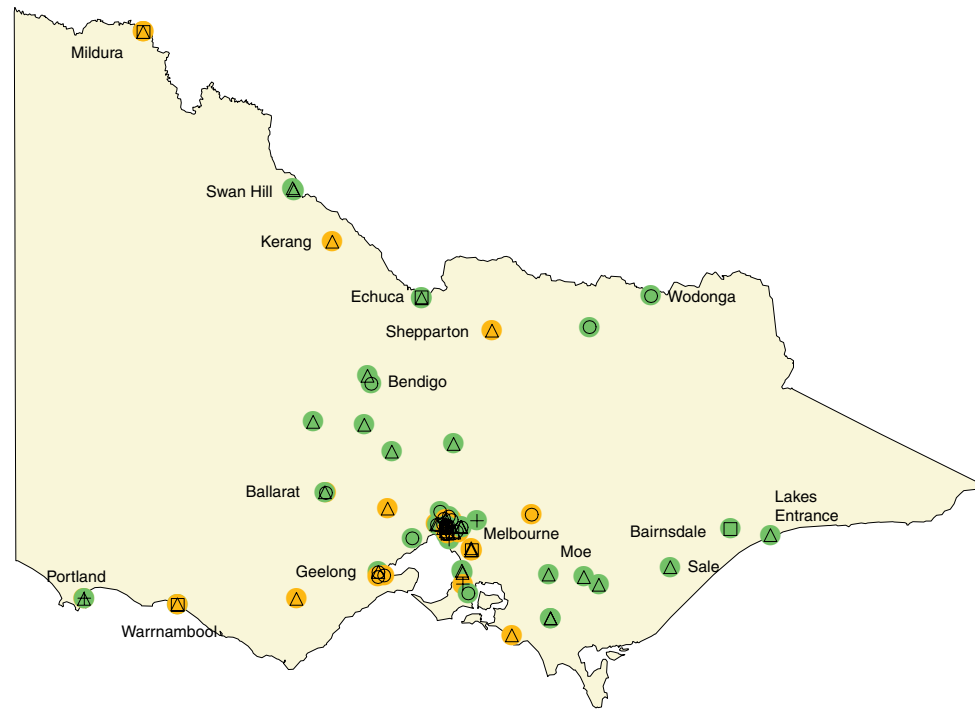 Mildura
Swan Hill
Kerang
Echuca
Wodonga
Shepparton
Bendigo
Ballarat
Lakes
Entrance
Melbourne
Bairnsdale
Moe
Geelong
Sale
Portland
Warrnambool